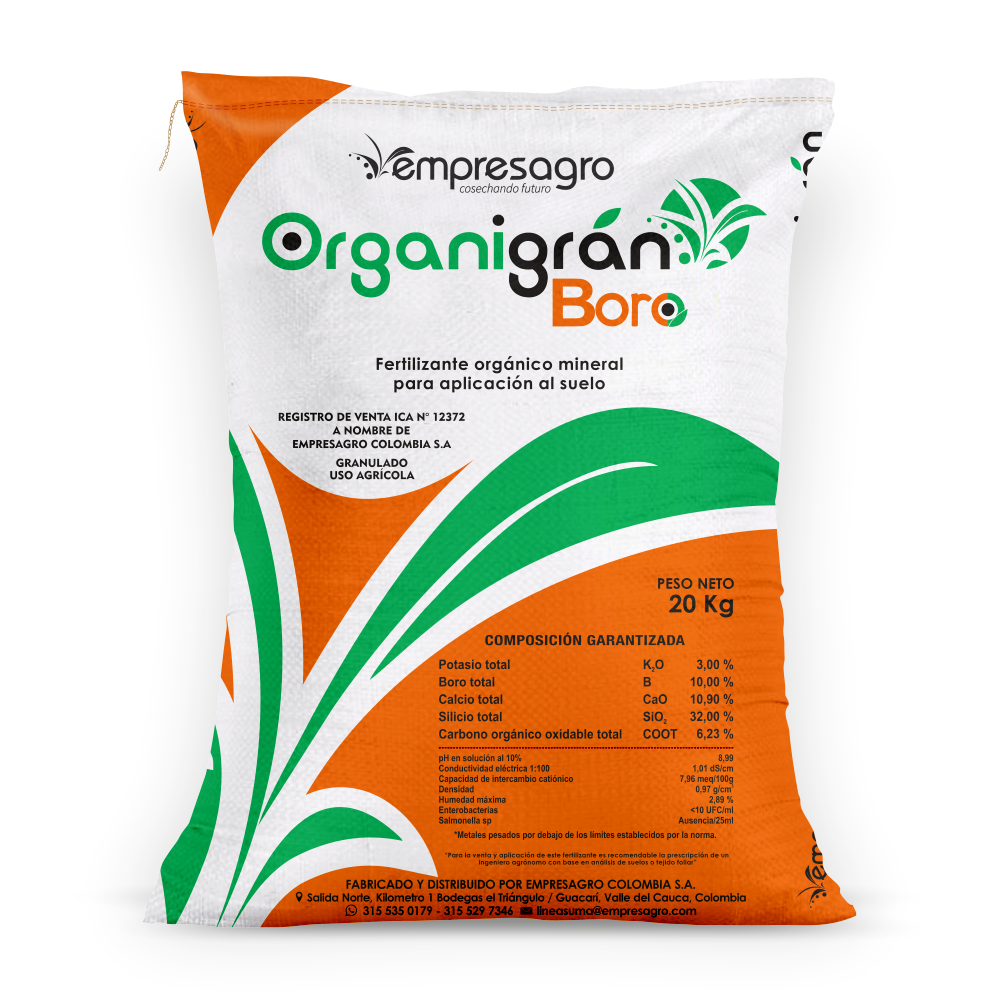 empresagro
cosechando futuro
Organigrán
Boro
Fertilizante orgánico mineral
para aplicación al suelo
REGISTRO DE VENTA ICA N° 12372
A NOMBRE DE
EMPRESAGRO COLOMBIA S.A
GRANULADO
USO AGRÍCOLA
PESO NETO
20 Kg
COMPOSICIÓN GARANTIZADA
Potasio total K₂O 3,00 %
Boro total B 10,00 %
Calcio total CaO 10,90 %
Silicio total SiO₂ 32,00 %
Carbono orgánico oxidable total COOT 6,23 %
pH en solución al 10% 8,99
Conductividad eléctrica 1:100 1,01 dS/cm
Capacidad de intercambio catiónico 7,96 meq/100g
Densidad 0,97 g/cm³
Humedad máxima 2,89 %
Enterobacterias <10 UFC/ml
Salmonella sp Ausencia/25ml
*Metales pesados por debajo de los límites establecidos por la norma.
"Para la venta y aplicación de este fertilizante es recomendable la prescripción de un
ingeniero agrónomo con base en análisis de suelos o tejido foliar"
FABRICADO Y DISTRIBUIDO POR EMPRESAGRO COLOMBIA S.A.
Salida Norte, Kilometro 1 Bodegas el Triángulo / Guacarí, Valle del Cauca, Colombia
315 535 0179 - 315 529 7346 lineasuma@empresagro.com